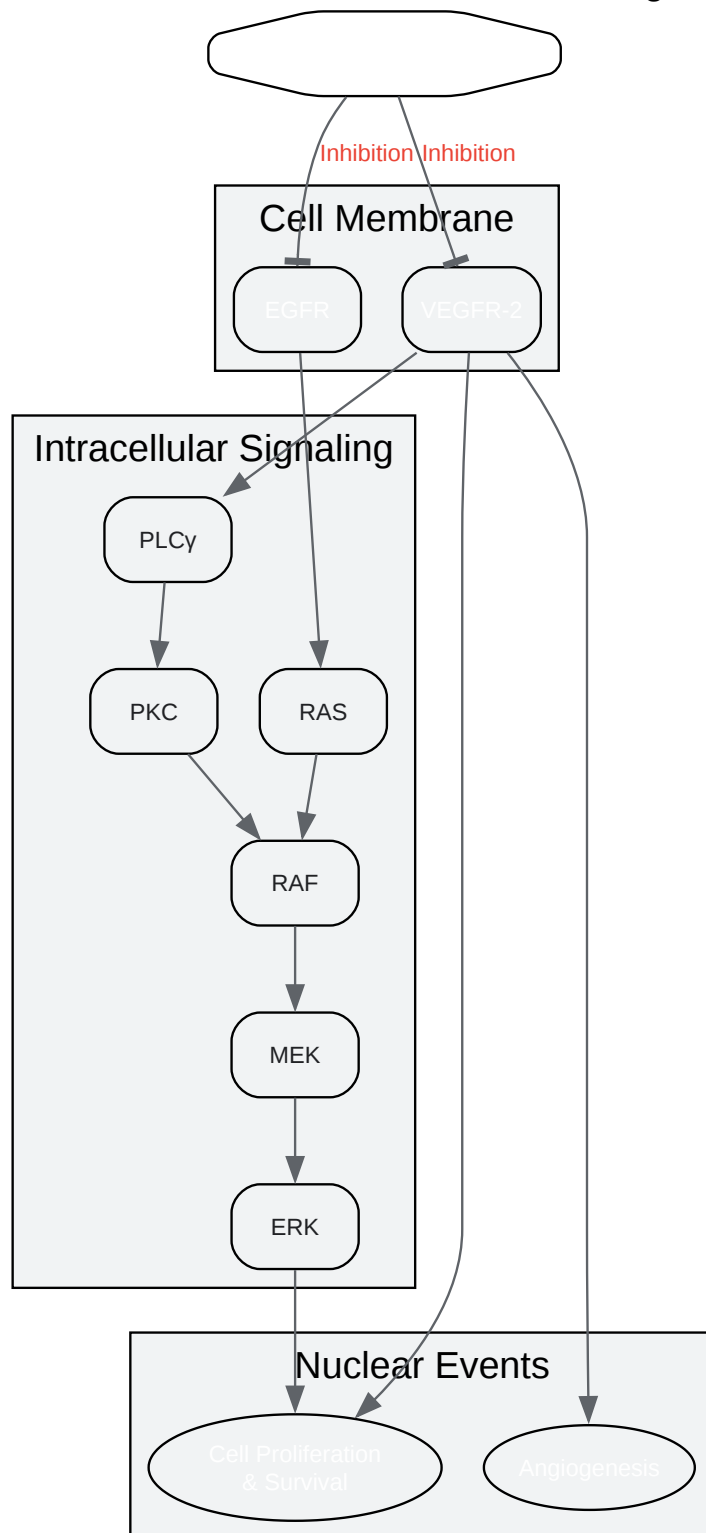 Inhibition Inhibition
Cell Membrane
EGFR VEGFR-2
Intracellular Signaling
PLCγ
PKC RAS
RAF
MEK
ERK
Nuclear Events
Cell Proliferation
& Survival
Angiogenesis